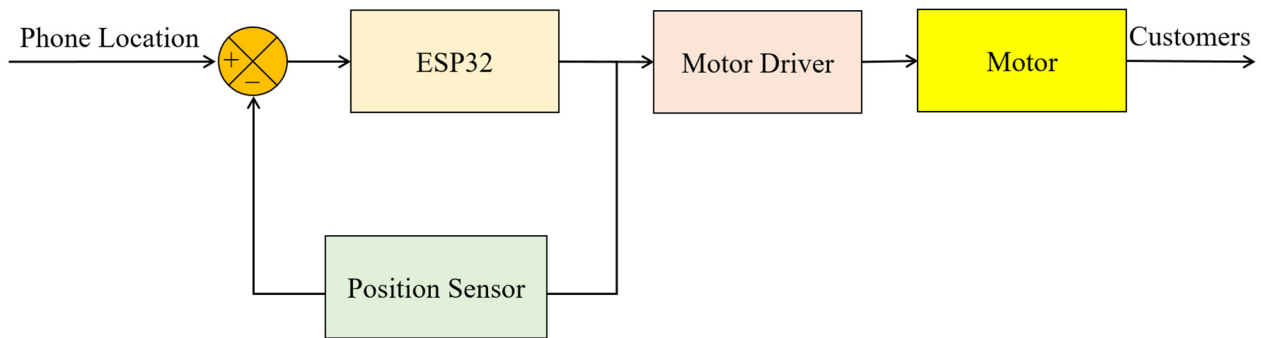 Phone Location
+
−
ESP32
Motor Driver
Motor
Customers
Position Sensor